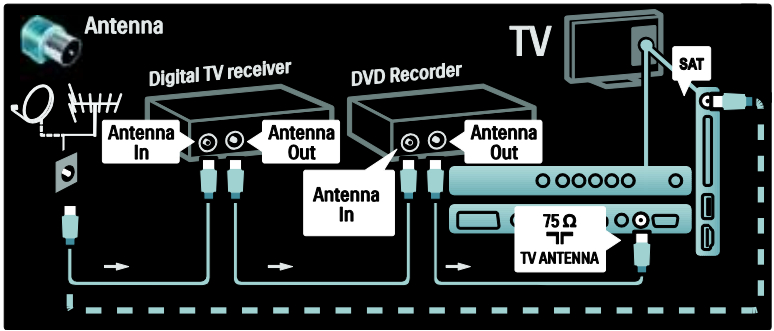 Antenna
TV
SAT
Digital TV receiver
DVD Recorder
Antenna
In
Antenna
Out
Antenna
In
Antenna
Out
75 Ω
TV ANTENNA